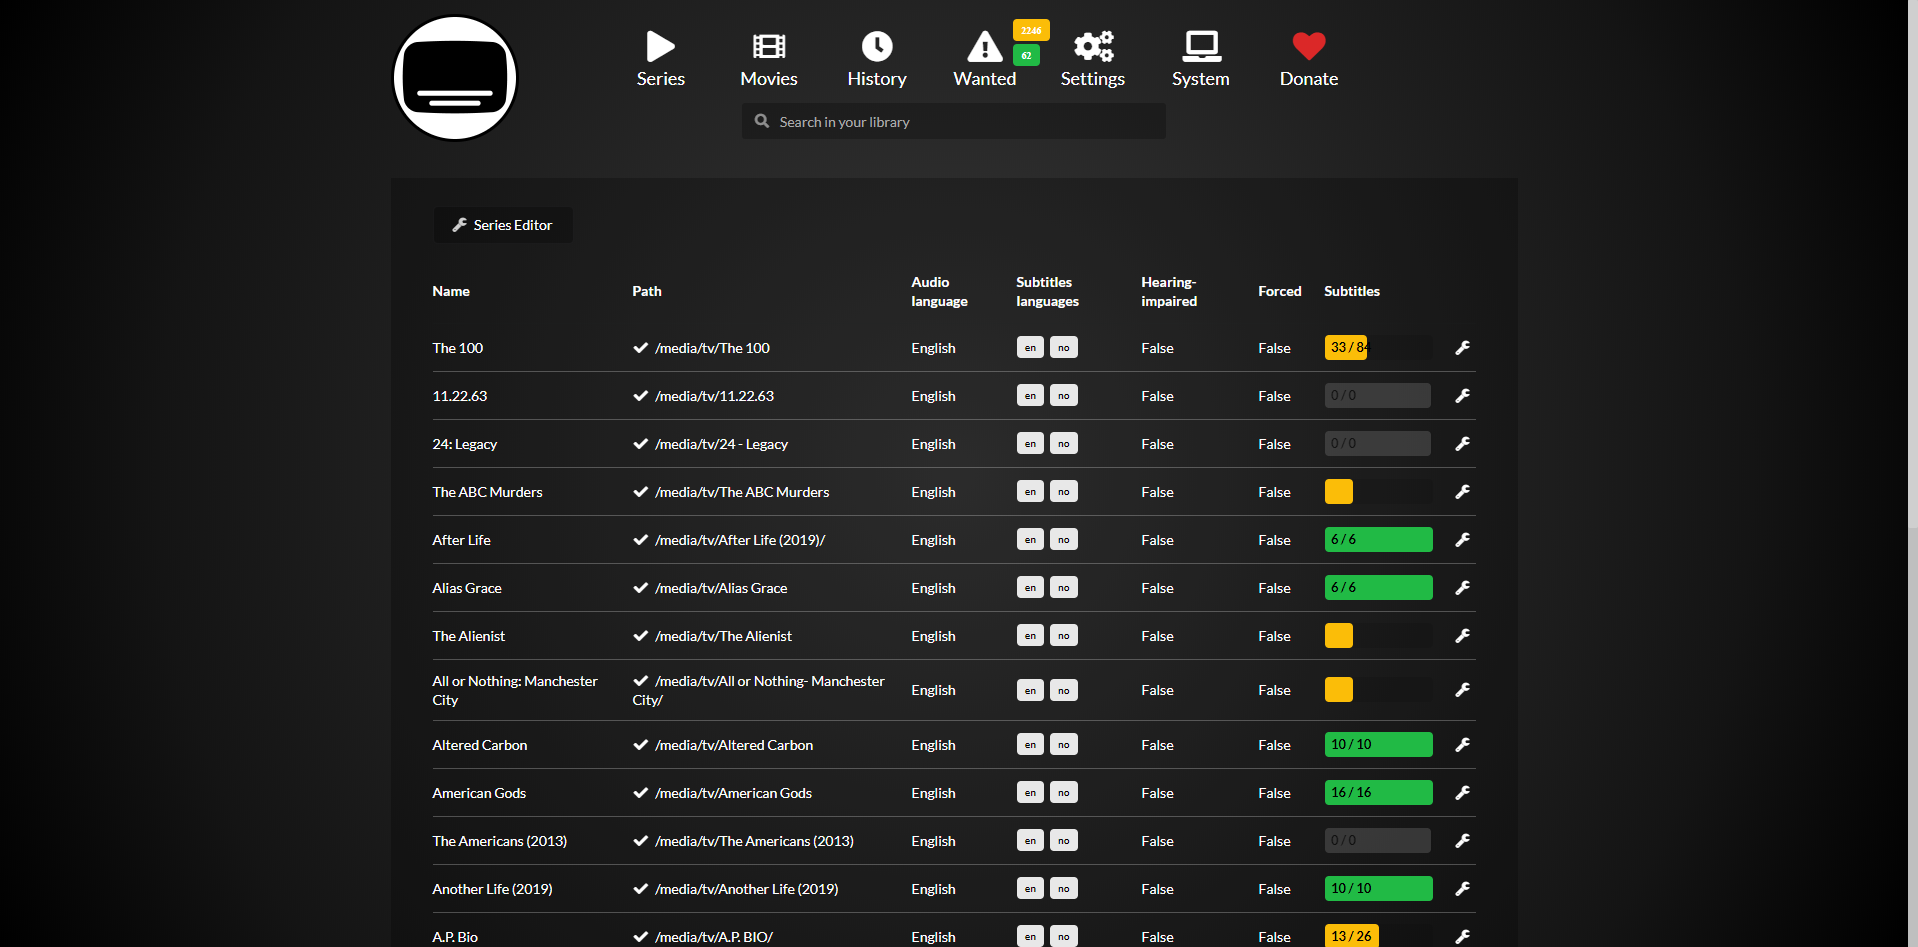 2246
62
Series Movies History Wanted Settings System Donate
Search in your library
Series Editor
Name Path Audio language Subtitles languages Hearing-impaired Forced Subtitles
The 100 /media/tv/The 100 English en no False False 33 / 84
11.22.63 /media/tv/11.22.63 English en no False False 0 / 0
24: Legacy /media/tv/24 - Legacy English en no False False 0 / 0
The ABC Murders /media/tv/The ABC Murders English en no False False
After Life /media/tv/After Life (2019)/ English en no False False 6 / 6
Alias Grace /media/tv/Alias Grace English en no False False 6 / 6
The Alienist /media/tv/The Alienist English en no False False
All or Nothing: Manchester City /media/tv/All or Nothing- Manchester City/ English en no False False
Altered Carbon /media/tv/Altered Carbon English en no False False 10 / 10
American Gods /media/tv/American Gods English en no False False 16 / 16
The Americans (2013) /media/tv/The Americans (2013) English en no False False 0 / 0
Another Life (2019) /media/tv/Another Life (2019) English en no False False 10 / 10
A.P. Bio /media/tv/A.P. BIO/ English en no False False 13 / 26